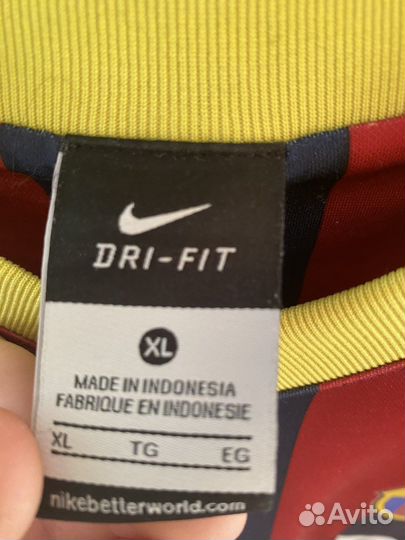 DRI-FIT
XL
MADE IN INDONESIA
FABRIQUE EN INDONESIE
XL TG EG
nikebetterworld.com
Avito